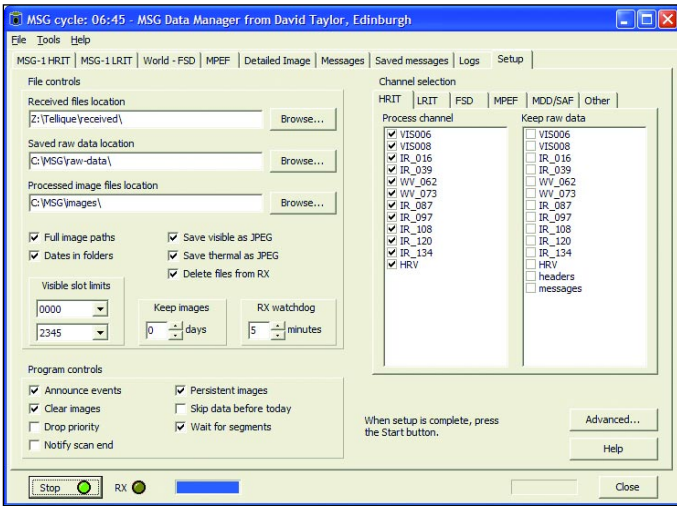 MSG cycle: 06:45 - MSG Data Manager from David Taylor, Edinburgh
File Tools Help
MSG-1 HRIT MSG-1 LRIT World - FSD MPEF Detailed Image Messages Saved messages Logs Setup
File controls
Received files location
Z:\Tellique\received\ Browse...
Saved raw data location
C:\MSG\raw-data\ Browse...
Processed image files location
C:\MSG\images\ Browse...
Full image paths Save visible as JPEG
Dates in folders Save thermal as JPEG
Delete files from RX
Visible slot limits
0000
2345
Keep images
0 days
RX watchdog
5 minutes
Program controls
Announce events Persistent images
Clear images Skip data before today
Drop priority Wait for segments
Notify scan end
Channel selection
HRIT LRIT FSD MPEF MDD/SAF Other
Process channel
VIS006
VIS008
IR_016
IR_039
WV_062
WV_073
IR_087
IR_097
IR_108
IR_120
IR_134
HRV
Keep raw data
VIS006
VIS008
IR_016
IR_039
WV_062
WV_073
IR_087
IR_097
IR_108
IR_120
IR_134
HRV
headers
messages
When setup is complete, press
the Start button.
Advanced...
Help
Stop RX Close